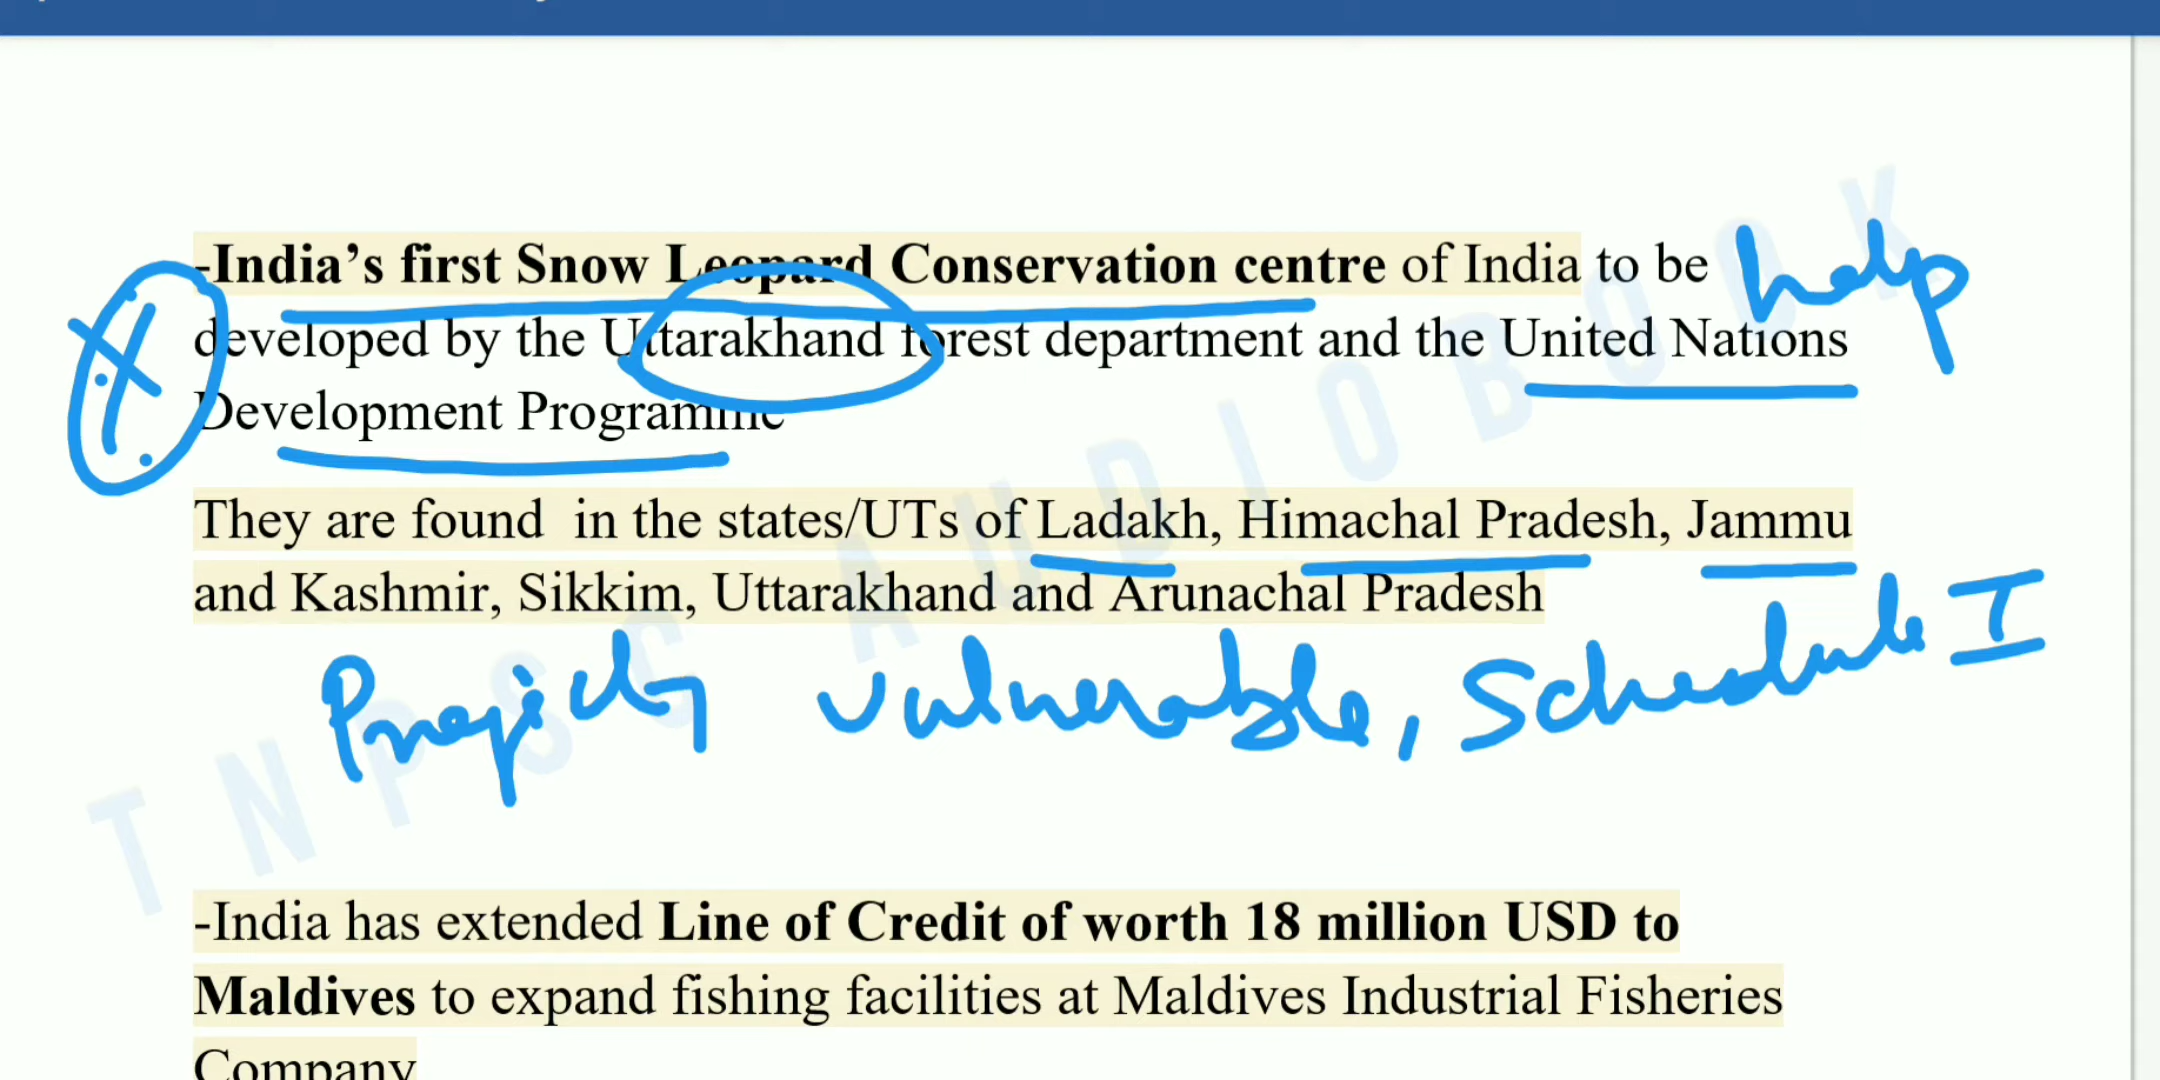 -India’s first Snow Leopard Conservation centre of India to be help
developed by the Uttarakhand forest department and the United Nations
Development Programme
They are found in the states/UTs of Ladakh, Himachal Pradesh, Jammu
and Kashmir, Sikkim, Uttarakhand and Arunachal Pradesh
vulnerable, Schedule I
-India has extended Line of Credit of worth 18 million USD to
Maldives to expand fishing facilities at Maldives Industrial Fisheries
Company
TNPSC AUDIOBOOK